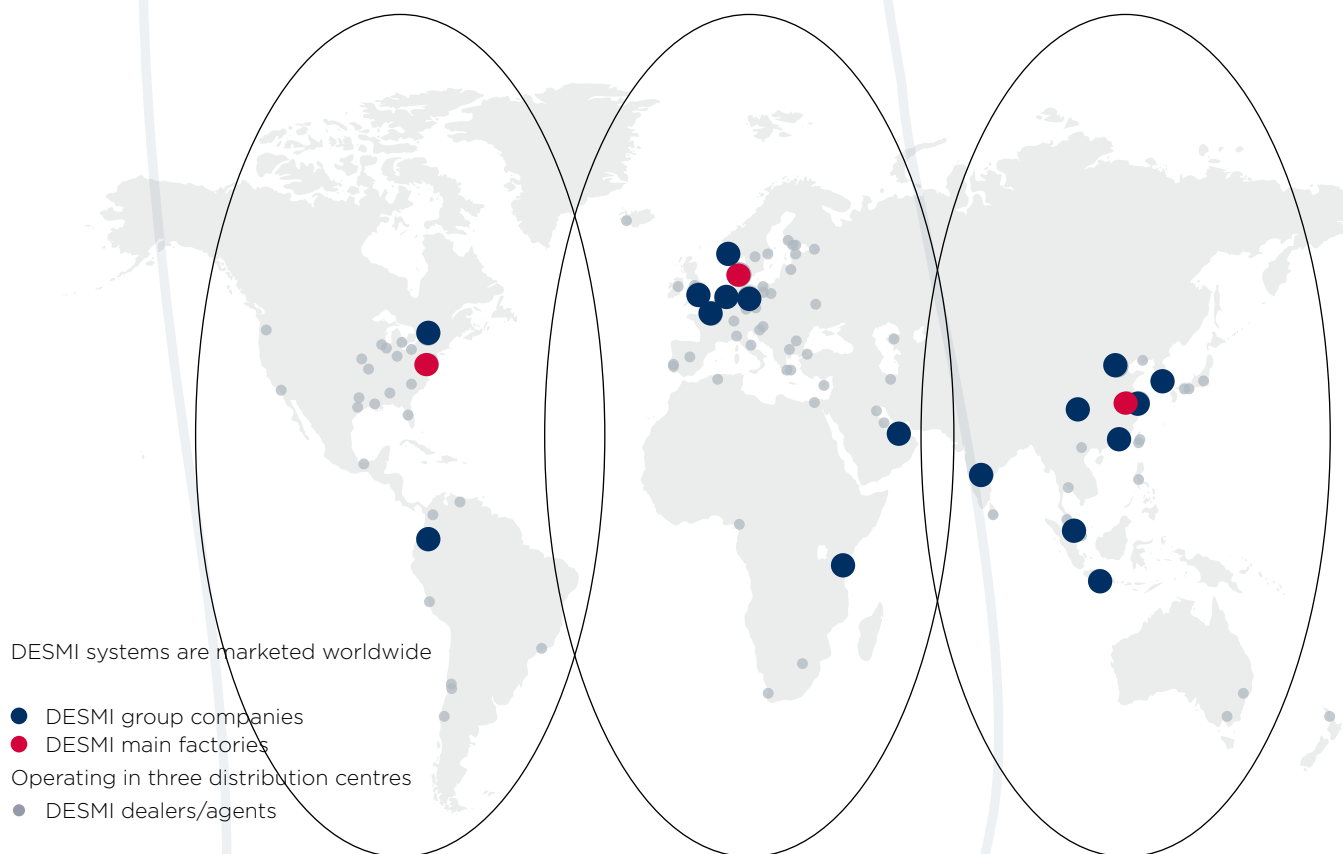 DESMI systems are marketed worldwide
DESMI group companies
DESMI main factories
Operating in three distribution centres
DESMI dealers/agents